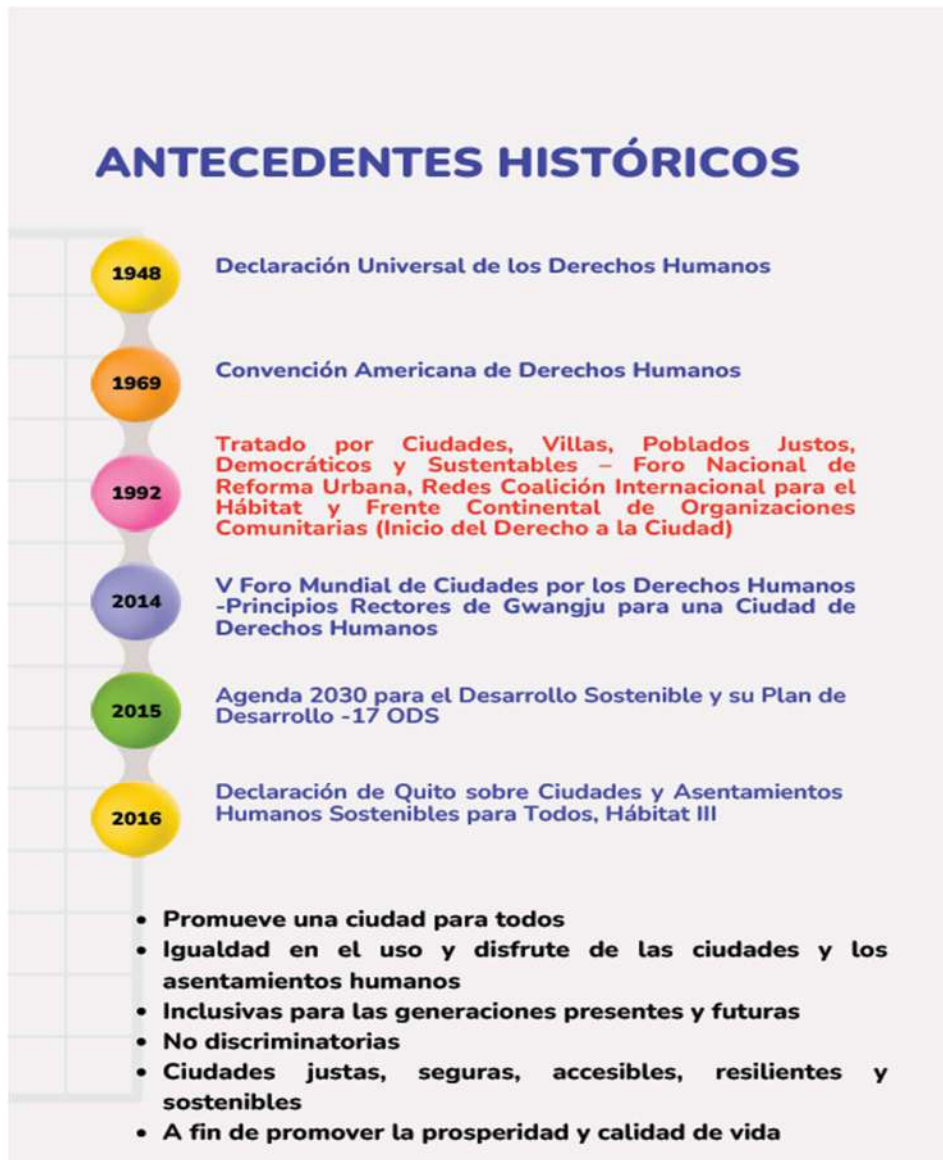 ANTECEDENTES HISTÓRICOS
1948
Declaración Universal de los Derechos Humanos
1969
Convención Americana de Derechos Humanos
1992
Tratado por Ciudades, Villas, Poblados Justos,
Democráticos y Sustentables – Foro Nacional de
Reforma Urbana, Redes Coalición Internacional para el
Hábitat y Frente Continental de Organizaciones
Comunitarias (Inicio del Derecho a la Ciudad)
2014
V Foro Mundial de Ciudades por los Derechos Humanos
-Principios Rectores de Gwangju para una Ciudad de
Derechos Humanos
2015
Agenda 2030 para el Desarrollo Sostenible y su Plan de
Desarrollo -17 ODS
2016
Declaración de Quito sobre Ciudades y Asentamientos
Humanos Sostenibles para Todos, Hábitat III
• Promueve una ciudad para todos
• Igualdad en el uso y disfrute de las ciudades y los
asentamientos humanos
• Inclusivas para las generaciones presentes y futuras
• No discriminatorias
• Ciudades justas, seguras, accesibles, resilientes y
sostenibles
• A fin de promover la prosperidad y calidad de vida